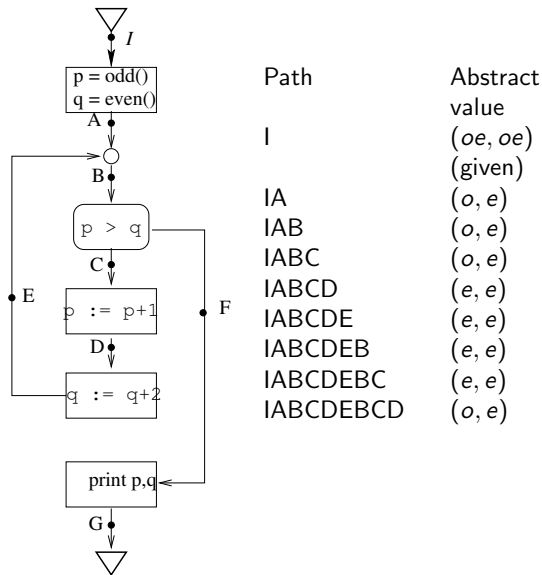 I
p = odd()
q = even()
A
B
p > q
C
E
F
p := p+1
D
q := q+2
print p,q
G
Path Abstract
value
I (oe, oe)
(given)
IA (o, e)
IAB (o, e)
IABC (o, e)
IABCD (e, e)
IABCDE (e, e)
IABCDEB (e, e)
IABCDEBC (e, e)
IABCDEBCD (o, e)